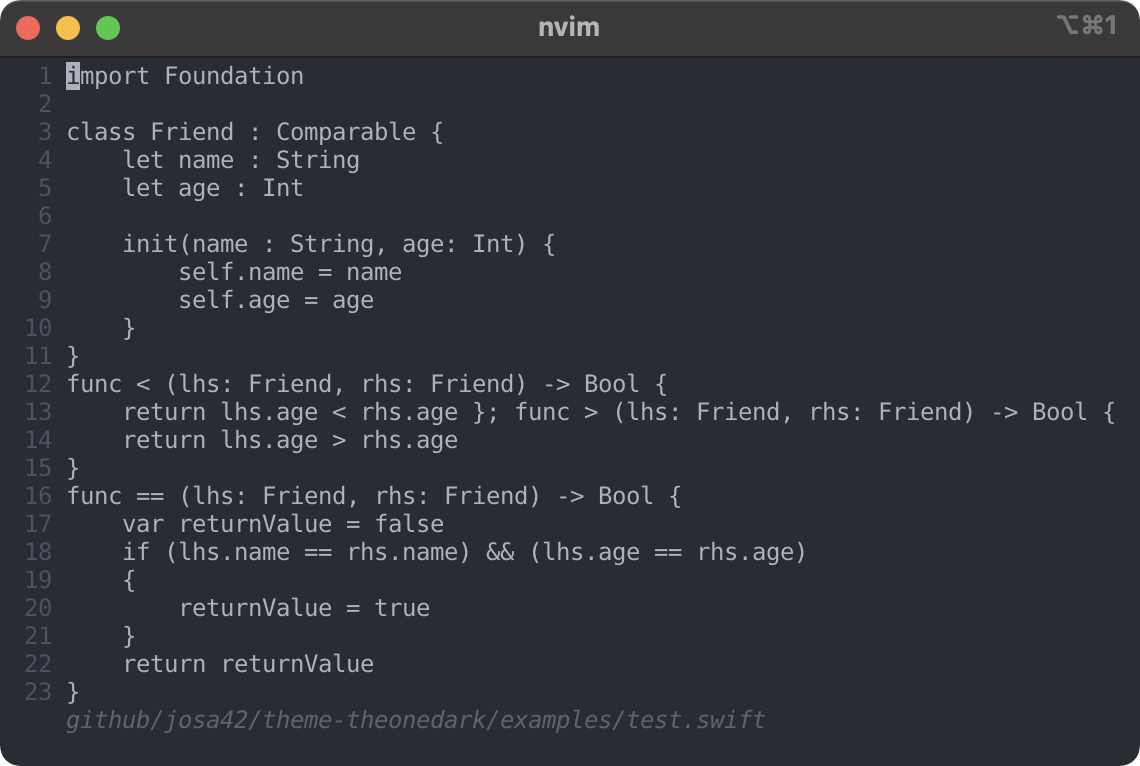 nvim
⌥⌘1
1 import Foundation
2
3 class Friend : Comparable {
4     let name : String
5     let age : Int
6
7     init(name : String, age: Int) {
8         self.name = name
9         self.age = age
10     }
11 }
12 func < (lhs: Friend, rhs: Friend) -> Bool {
13     return lhs.age < rhs.age }; func > (lhs: Friend, rhs: Friend) -> Bool {
14     return lhs.age > rhs.age
15 }
16 func == (lhs: Friend, rhs: Friend) -> Bool {
17     var returnValue = false
18     if (lhs.name == rhs.name) && (lhs.age == rhs.age)
19     {
20         returnValue = true
21     }
22     return returnValue
23 }
github/josa42/theme-theonedark/examples/test.swift